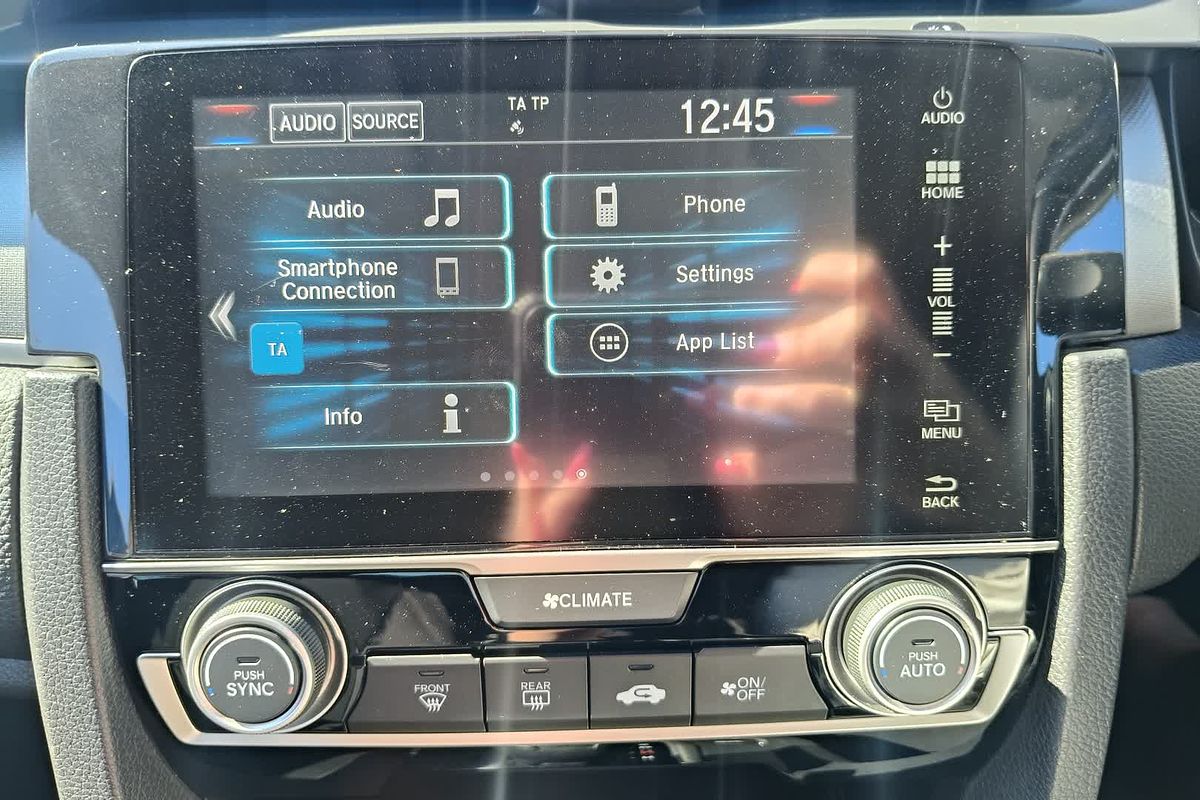 AUDIO SOURCE TA TP 12:45
AUDIO
HOME
+
VOL
−
MENU
BACK
Audio
Phone
Smartphone
Connection
Settings
TA
App List
Info
CLIMATE
PUSH
SYNC
FRONT
REAR
ON/
OFF
PUSH
AUTO